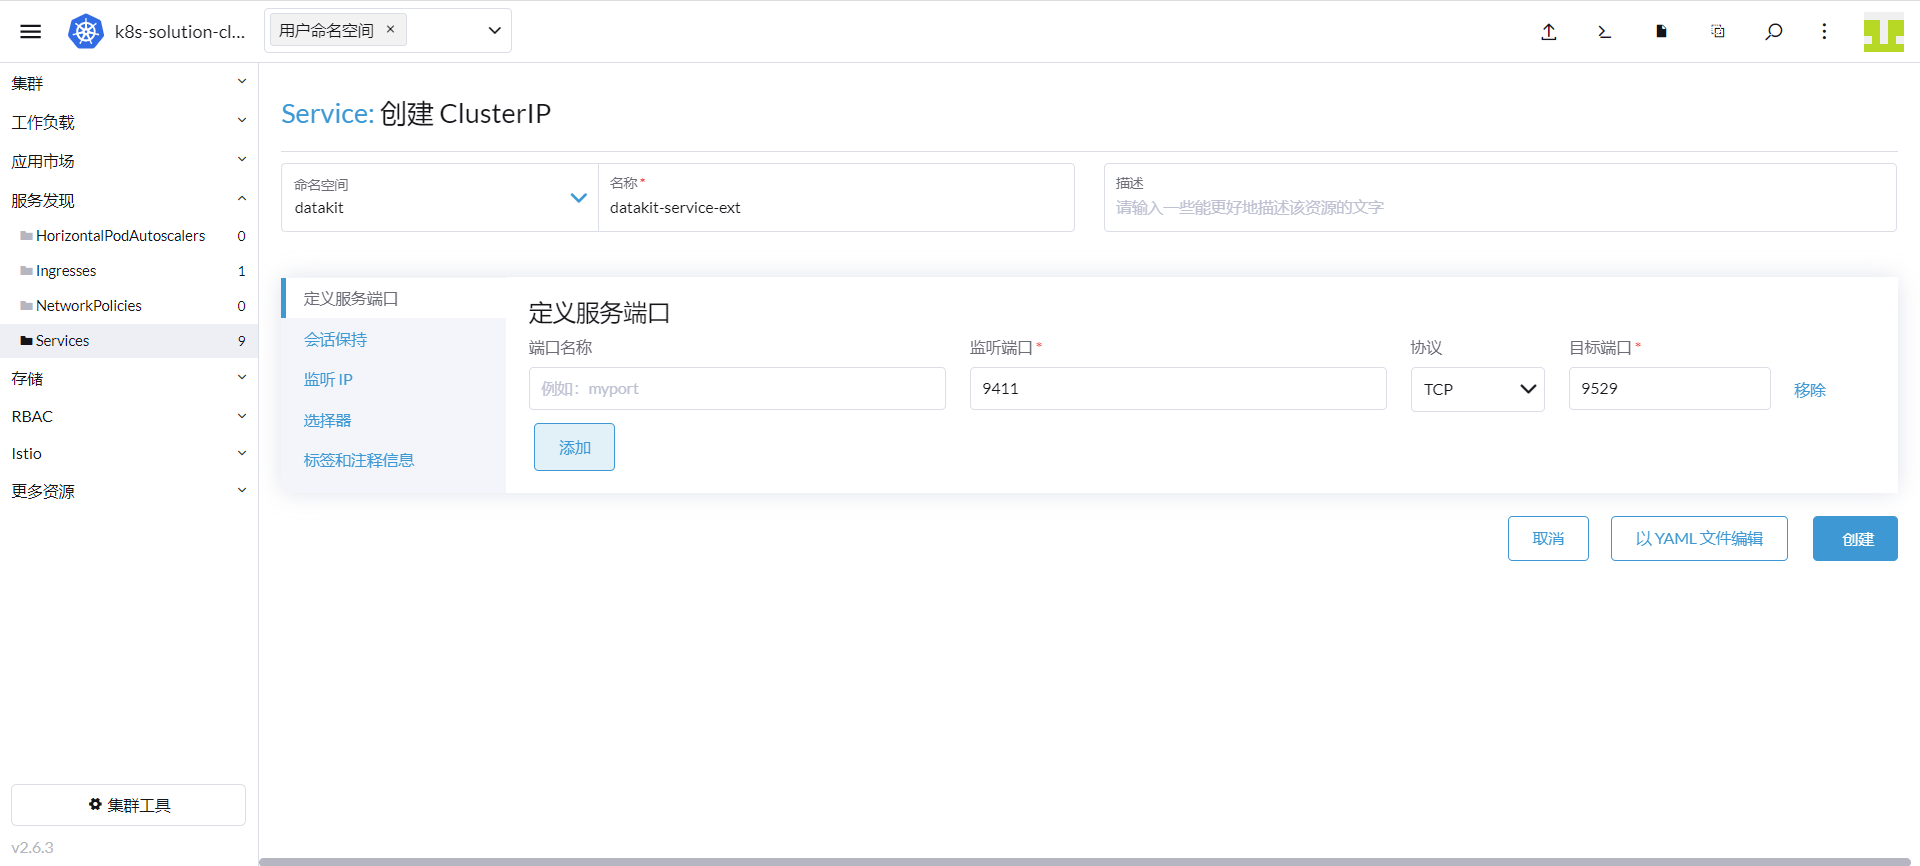 k8s-solution-cl...
用户命名空间 ×
集群
工作负载
应用市场
服务发现
HorizontalPodAutoscalers 0
Ingresses 1
NetworkPolicies 0
Services 9
存储
RBAC
Istio
更多资源
集群工具
v2.6.3
Service: 创建 ClusterIP
命名空间
datakit
名称*
datakit-service-ext
描述
请输入一些能更好地描述该资源的文字
定义服务端口
会话保持
监听 IP
选择器
标签和注释信息
定义服务端口
端口名称 监听端口* 协议 目标端口*
例如：myport 9411 TCP 9529 移除
添加
取消 以 YAML 文件编辑 创建